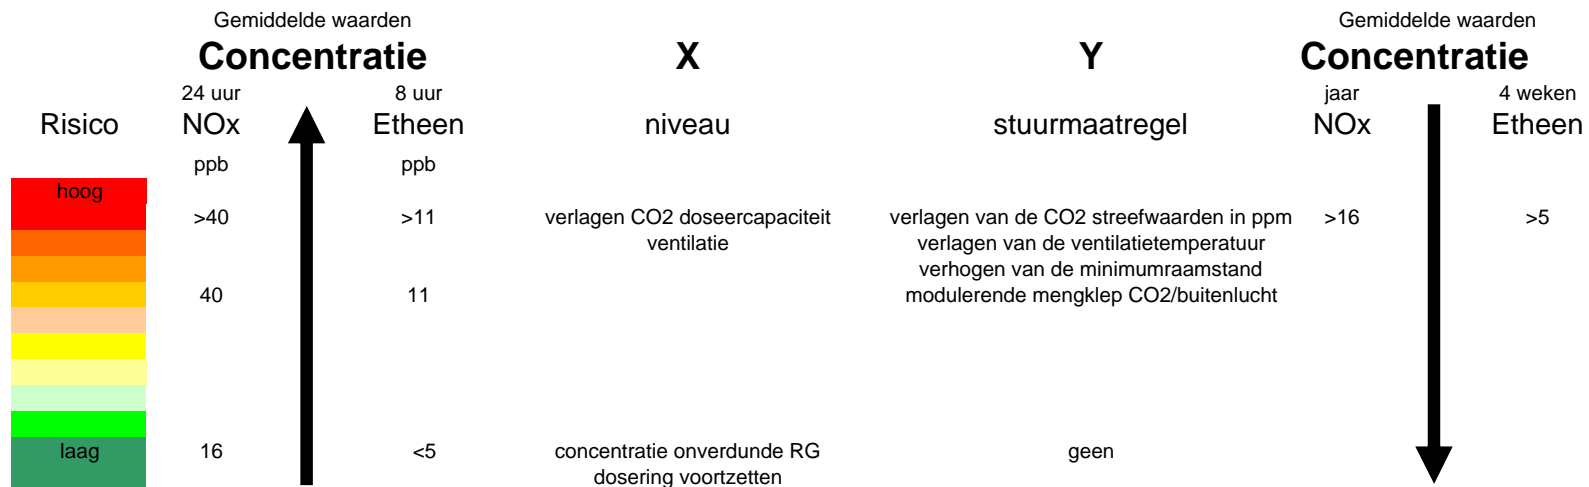 Gemiddelde waarden Gemiddelde waarden
Concentratie X Y Concentratie
24 uur 8 uur jaar 4 weken
Risico NOx Etheen niveau stuurmaatregel NOx Etheen
ppb ppb
hoog
>40 >11 verlagen CO2 doseercapaciteit verlagen van de CO2 streefwaarden in ppm >16 >5
ventilatie verlagen van de ventilatietemperatuur
verhogen van de minimumraamstand
40 11 modulerende mengklep CO2/buitenlucht
laag 16 <5 concentratie onverdunde RG geen
dosering voortzetten